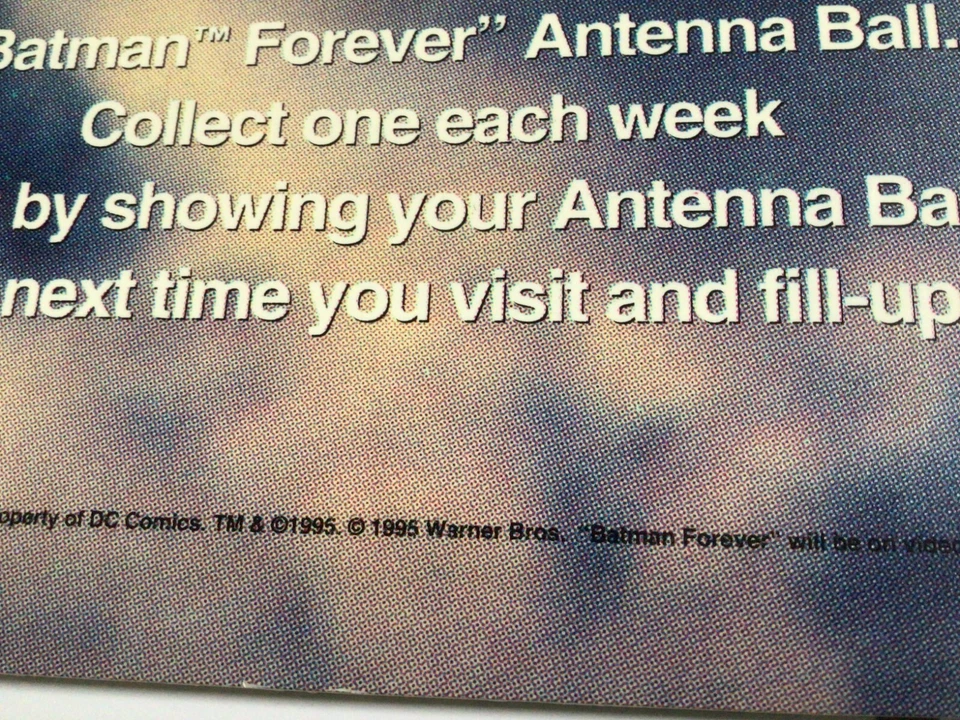 Batman™ Forever” Antenna Ball.
Collect one each week
by showing your Antenna Ba
next time you visit and fill-up
operty of DC Comics. TM & ©1995. © 1995 Warner Bros. “Batman Forever” will be on video